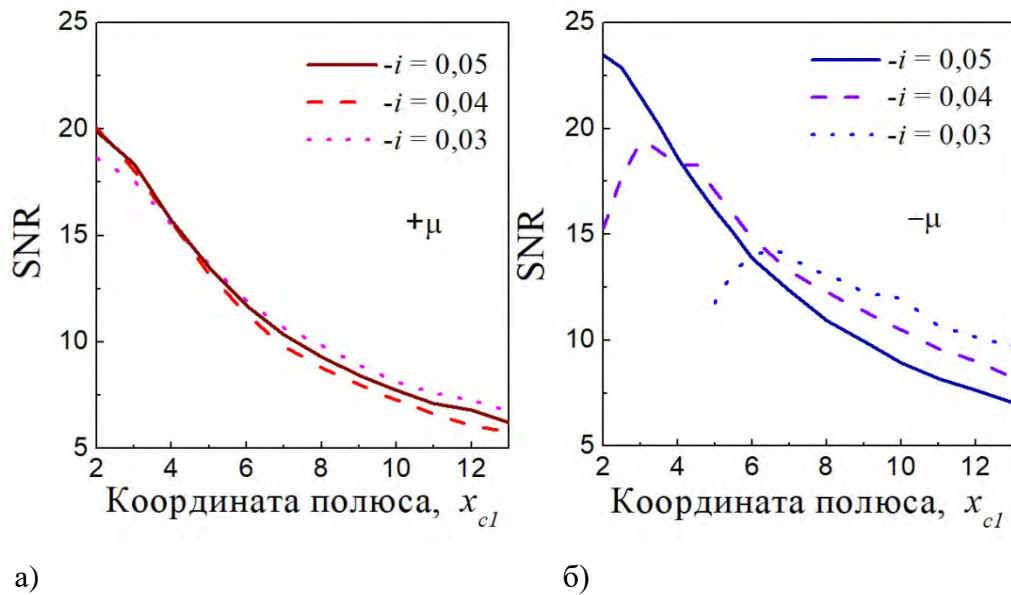 25
20
15
10
5
SNR
-i = 0,05
-i = 0,04
-i = 0,03
+μ
2 4 6 8 10 12
Координата полюса, x_c1
а)
25
20
15
10
5
SNR
-i = 0,05
-i = 0,04
-i = 0,03
−μ
2 4 6 8 10 12
Координата полюса, x_c1
б)